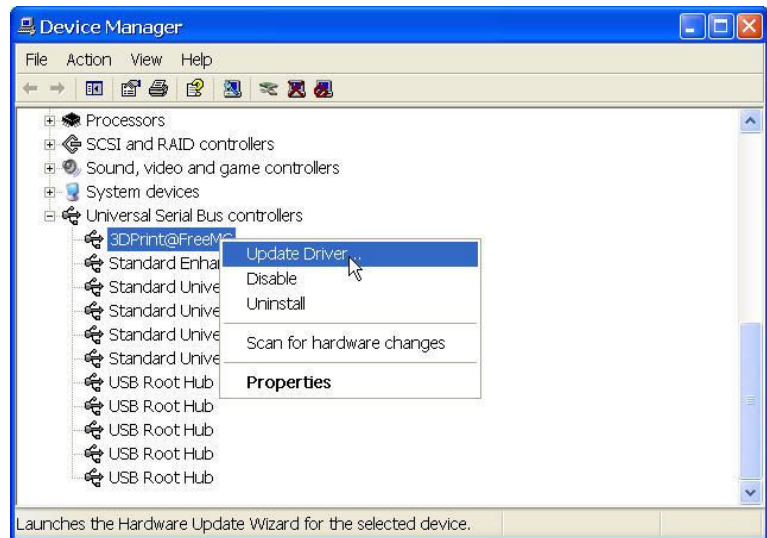 Device Manager
File Action View Help
Processors
SCSI and RAID controllers
Sound, video and game controllers
System devices
Universal Serial Bus controllers
3DPrint@FreeM
Standard Enha
Standard Unive
Standard Unive
Standard Unive
Standard Unive
USB Root Hub
USB Root Hub
USB Root Hub
USB Root Hub
USB Root Hub
Update Driver...
Disable
Uninstall
Scan for hardware changes
Properties
Launches the Hardware Update Wizard for the selected device.